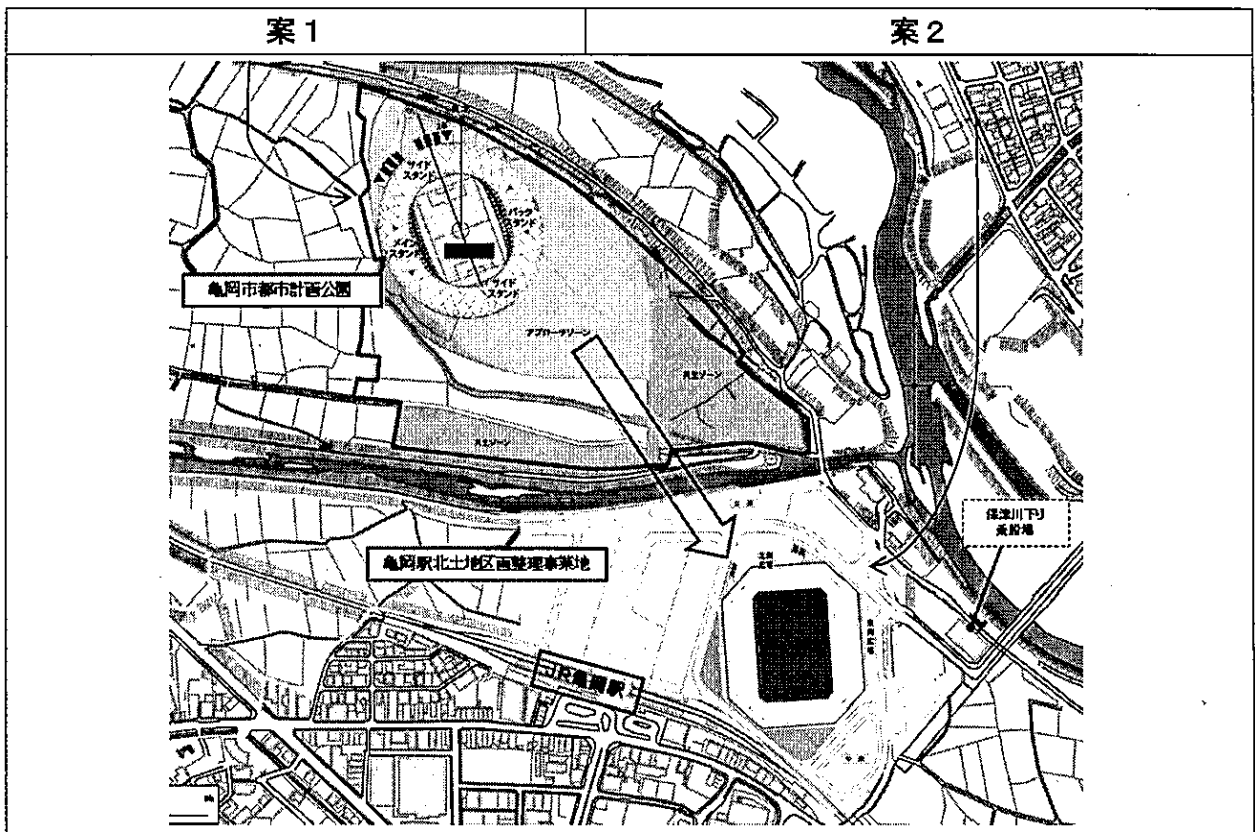 案1
案2
サイド
スタンド
バック
スタンド
メイン
スタンド
サイド
スタンド
亀岡市都市計画公園
アプローチゾーン
共生ゾーン
共生ゾーン
保津川下り
乗船場
亀岡駅北土地区画整理事業地
JR亀岡駅